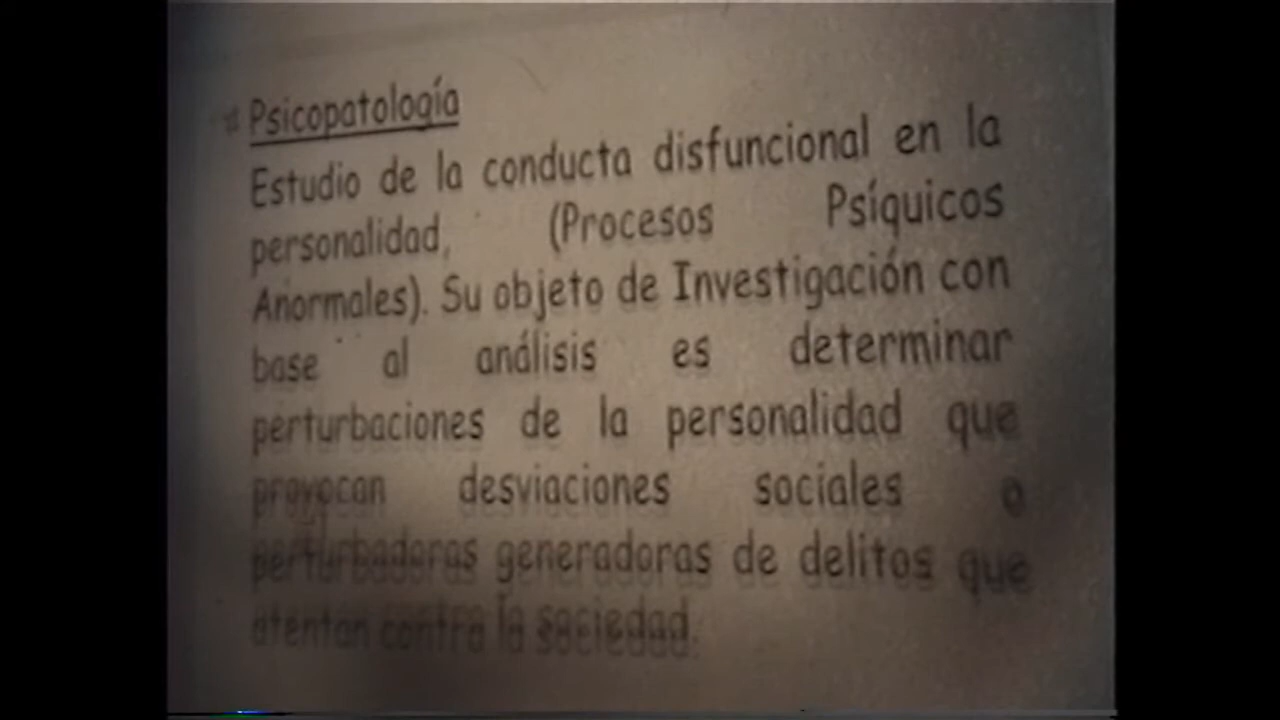 Psicopatología
Estudio de la conducta disfuncional en la
personalidad, (Procesos Psíquicos
Anormales). Su objeto de Investigación con
base al análisis es determinar
perturbaciones de la personalidad que
provocan desviaciones sociales o
perturbadoras generadoras de delitos que
atentan contra la sociedad.